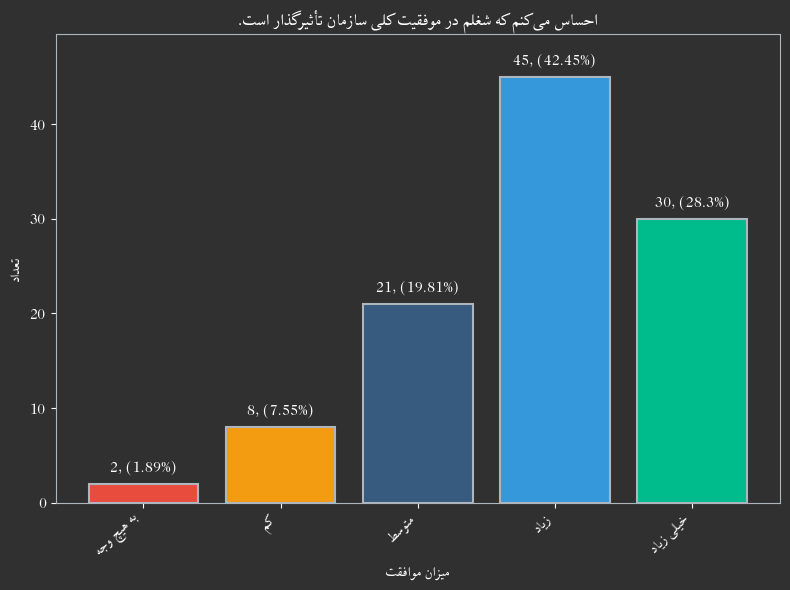 احساس می‌کنم که شغلم در موفقیت کلی سازمان تأثیرگذار است.
تعداد
40
30
20
10
0
2, (1.89%)
8, (7.55%)
21, (19.81%)
45, (42.45%)
30, (28.3%)
به هیچ وجه
کم
متوسط
زیاد
خیلی زیاد
میزان موافقت